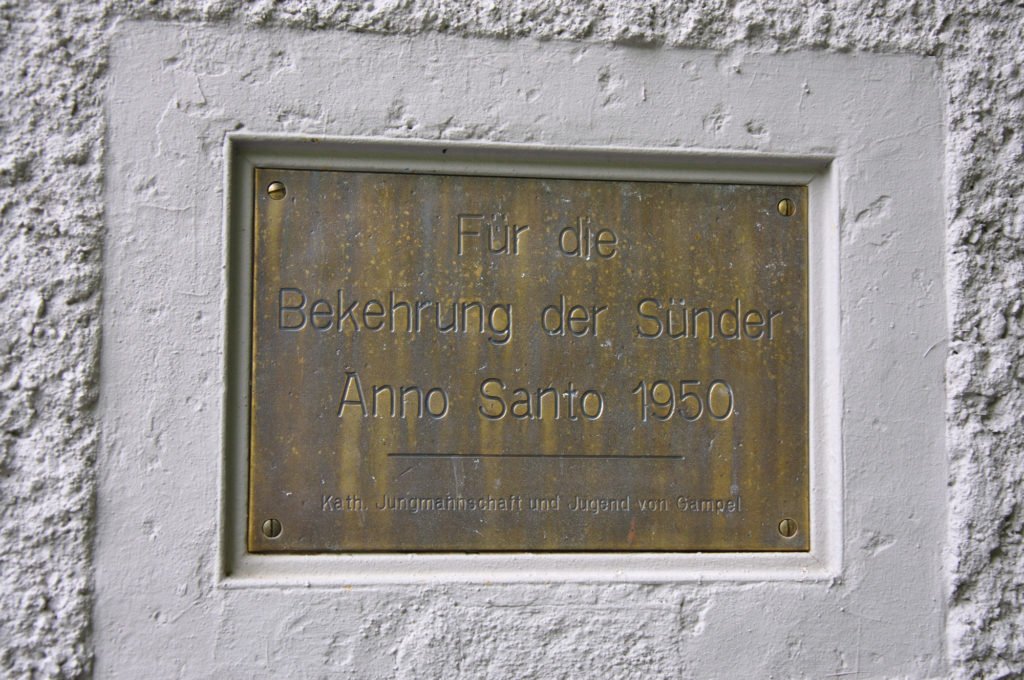 Für die
Bekehrung der Sünder
Anno Santo 1950
Kath. Jungmannschaft und Jugend von Gampel